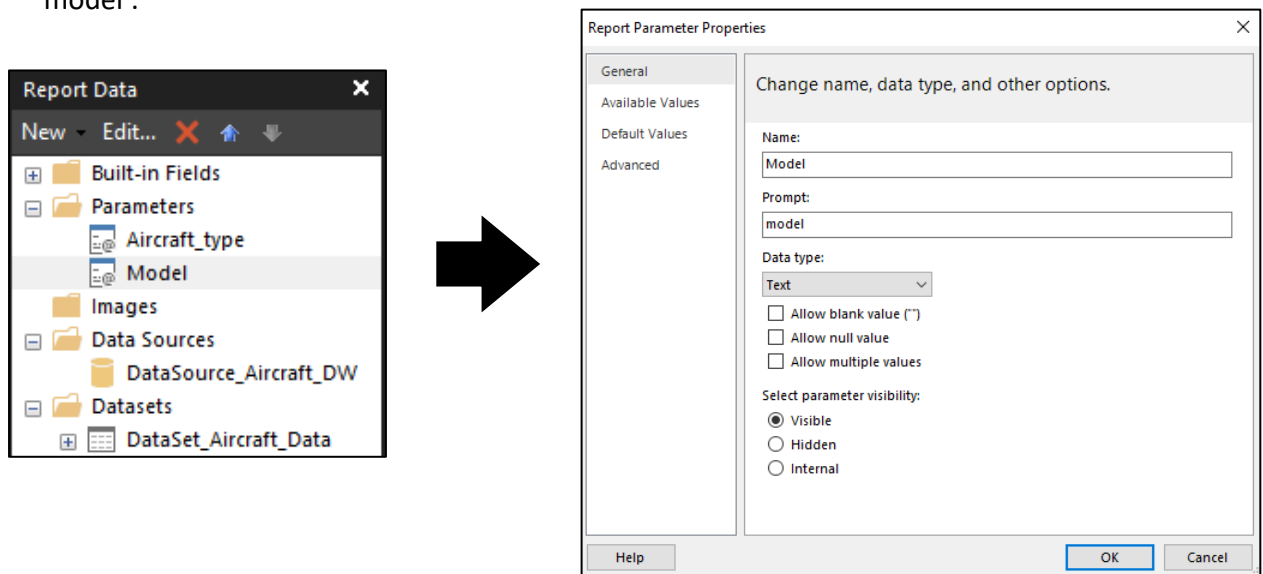 model'.
Report Data
New Edit...
Built-in Fields
Parameters
Aircraft_type
Model
Images
Data Sources
DataSource_Aircraft_DW
Datasets
DataSet_Aircraft_Data
Report Parameter Properties
General
Available Values
Default Values
Advanced
Change name, data type, and other options.
Name:
Model
Prompt:
model
Data type:
Text
Allow blank value ("")
Allow null value
Allow multiple values
Select parameter visibility:
Visible
Hidden
Internal
Help
OK
Cancel